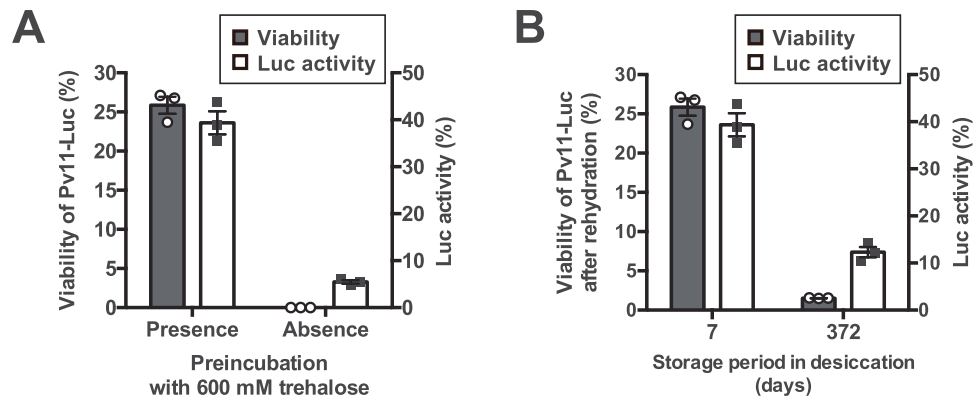 A
Viability
Luc activity
Viability of Pv11-Luc (%)
30
25
20
15
10
5
0
50
40
30
20
10
0
Luc activity (%)
Presence
Absence
Preincubation
with 600 mM trehalose
B
Viability
Luc activity
Viability of Pv11-Luc
after rehydration (%)
30
25
20
15
10
5
0
50
40
30
20
10
0
Luc activity (%)
7
372
Storage period in desiccation
(days)